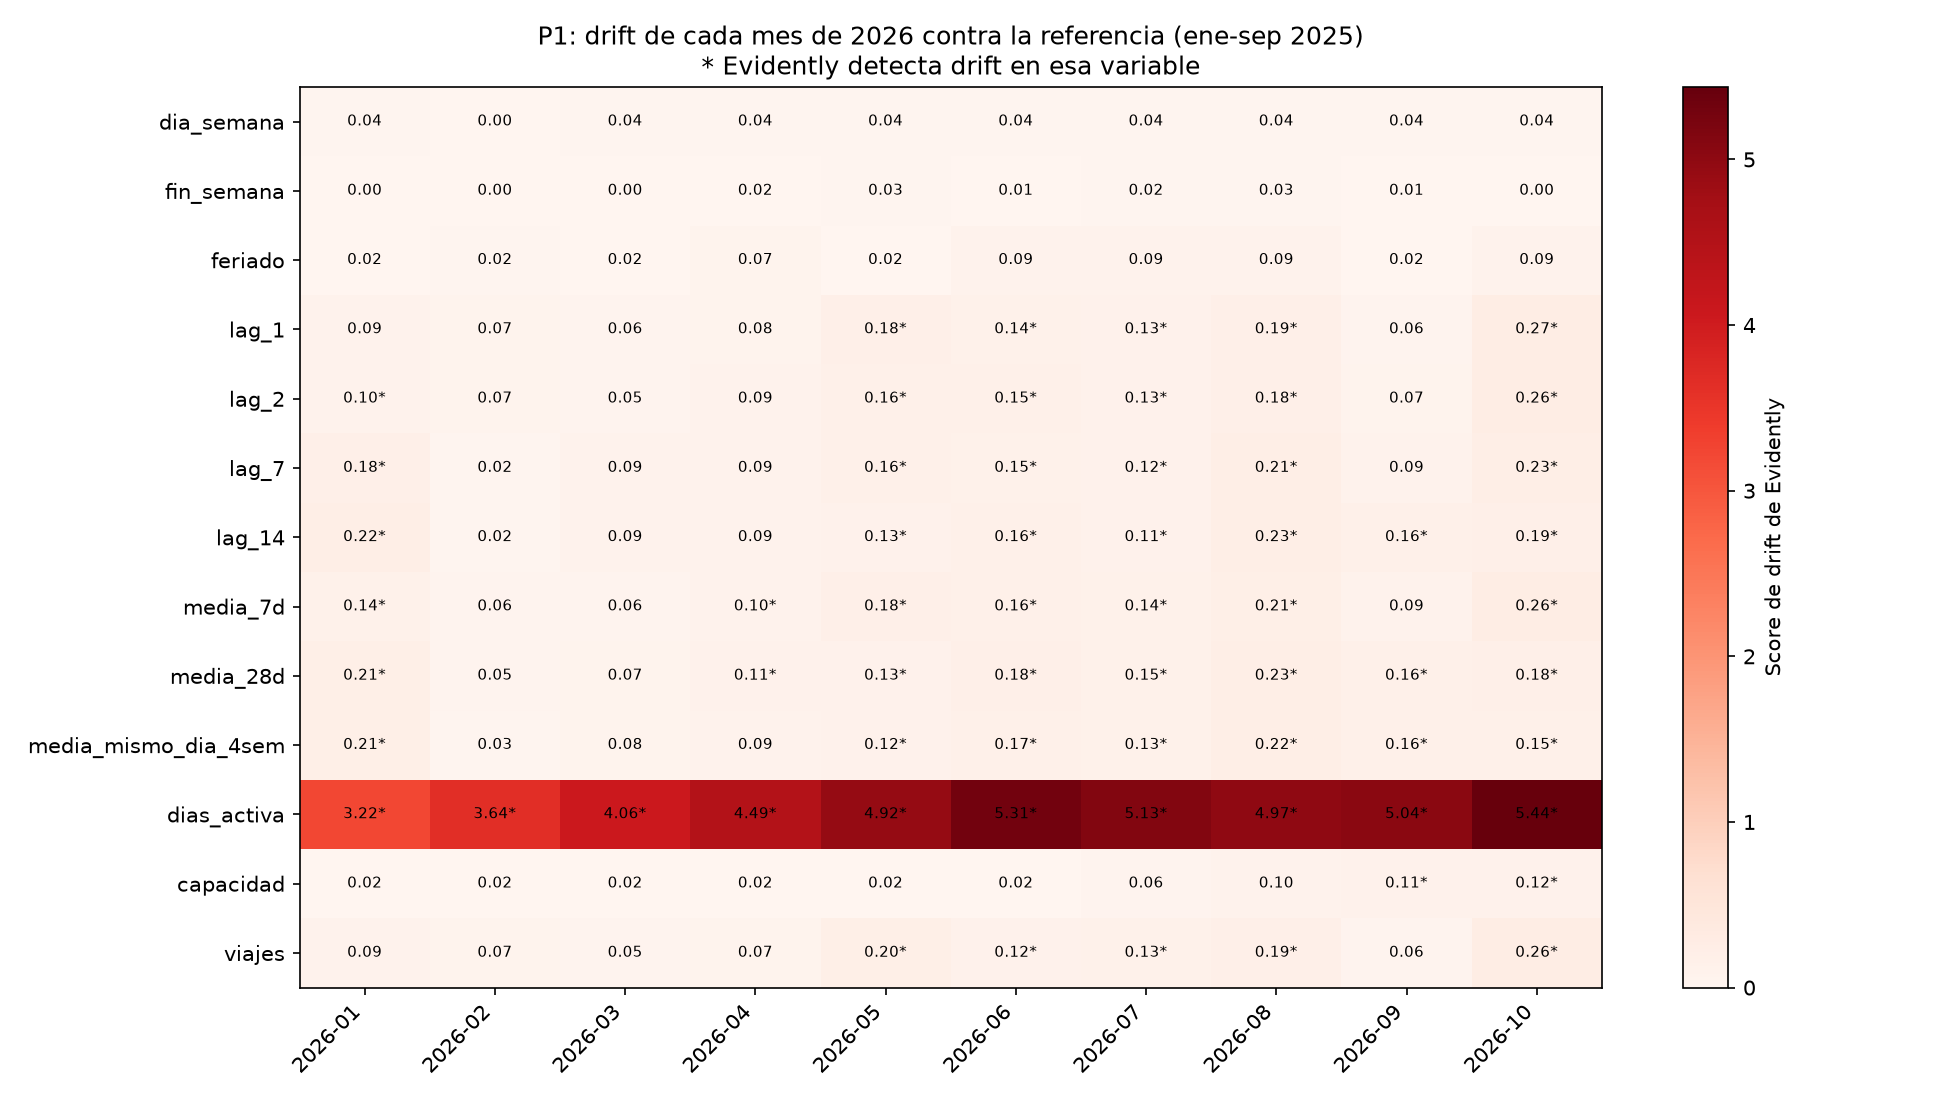 P1: drift de cada mes de 2026 contra la referencia (ene-sep 2025)
* Evidently detecta drift en esa variable
dia_semana 0.04 0.00 0.04 0.04 0.04 0.04 0.04 0.04 0.04 0.04
fin_semana 0.00 0.00 0.00 0.02 0.03 0.01 0.02 0.03 0.01 0.00
feriado 0.02 0.02 0.02 0.07 0.02 0.09 0.09 0.09 0.02 0.09
lag_1 0.09 0.07 0.06 0.08 0.18* 0.14* 0.13* 0.19* 0.06 0.27*
lag_2 0.10* 0.07 0.05 0.09 0.16* 0.15* 0.13* 0.18* 0.07 0.26*
lag_7 0.18* 0.02 0.09 0.09 0.16* 0.15* 0.12* 0.21* 0.09 0.23*
lag_14 0.22* 0.02 0.09 0.09 0.13* 0.16* 0.11* 0.23* 0.16* 0.19*
media_7d 0.14* 0.06 0.06 0.10* 0.18* 0.16* 0.14* 0.21* 0.09 0.26*
media_28d 0.21* 0.05 0.07 0.11* 0.13* 0.18* 0.15* 0.23* 0.16* 0.18*
media_mismo_dia_4sem 0.21* 0.03 0.08 0.09 0.12* 0.17* 0.13* 0.22* 0.16* 0.15*
dias_activa 3.22* 3.64* 4.06* 4.49* 4.92* 5.31* 5.13* 4.97* 5.04* 5.44*
capacidad 0.02 0.02 0.02 0.02 0.02 0.02 0.06 0.10 0.11* 0.12*
viajes 0.09 0.07 0.05 0.07 0.20* 0.12* 0.13* 0.19* 0.06 0.26*
2026-01 2026-02 2026-03 2026-04 2026-05 2026-06 2026-07 2026-08 2026-09 2026-10
5
4
3
2
1
0
Score de drift de Evidently